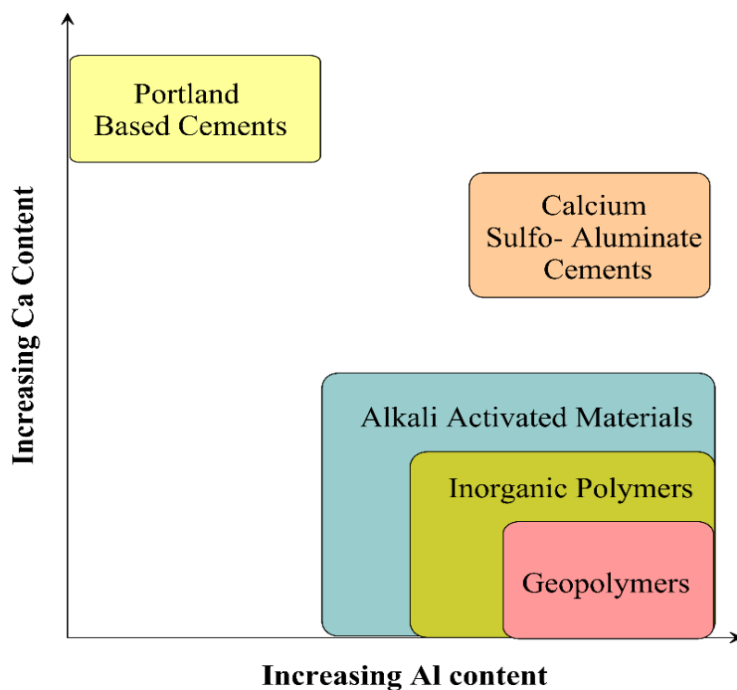 Portland
Based Cements
Calcium
Sulfo- Aluminate
Cements
Alkali Activated Materials
Inorganic Polymers
Geopolymers
Increasing Ca Content
Increasing Al content